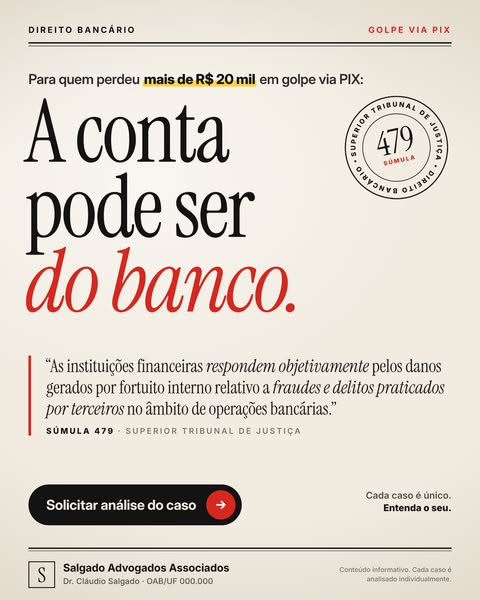 DIREITO BANCÁRIO
GOLPE VIA PIX
Para quem perdeu mais de R$ 20 mil em golpe via PIX:
A conta
pode ser
do banco.
SUPERIOR TRIBUNAL DE JUSTIÇA • DIREITO BANCÁRIO •
479
SÚMULA
“As instituições financeiras respondem objetivamente pelos danos
gerados por fortuito interno relativo a fraudes e delitos praticados
por terceiros no âmbito de operações bancárias.”
SÚMULA 479 · SUPERIOR TRIBUNAL DE JUSTIÇA
Solicitar análise do caso →
Cada caso é único.
Entenda o seu.
S
Salgado Advogados Associados
Dr. Cláudio Salgado · OAB/UF 000.000
Conteúdo informativo. Cada caso é
analisado individualmente.